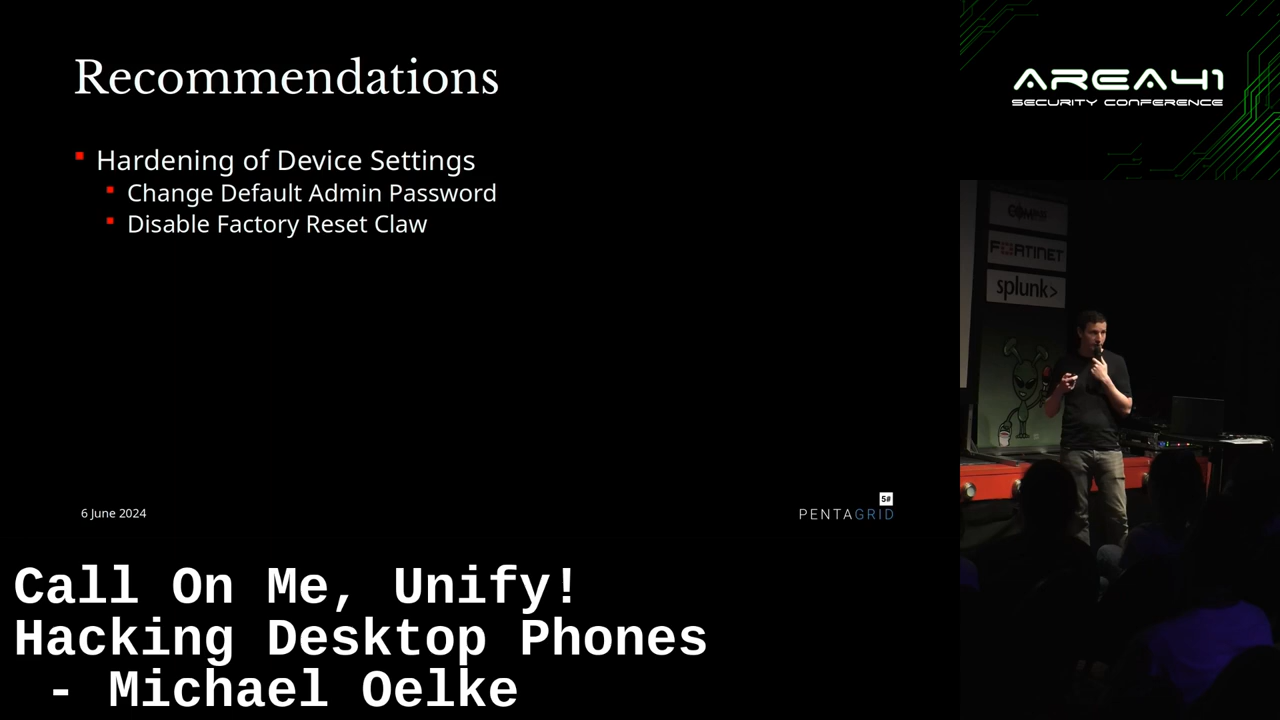 Recommendations
Hardening of Device Settings
Change Default Admin Password
Disable Factory Reset Claw
6 June 2024
5#
PENTAGRID
AREA41
SECURITY CONFERENCE
FORTINET
splunk>
Call On Me, Unify!
Hacking Desktop Phones
- Michael Oelke